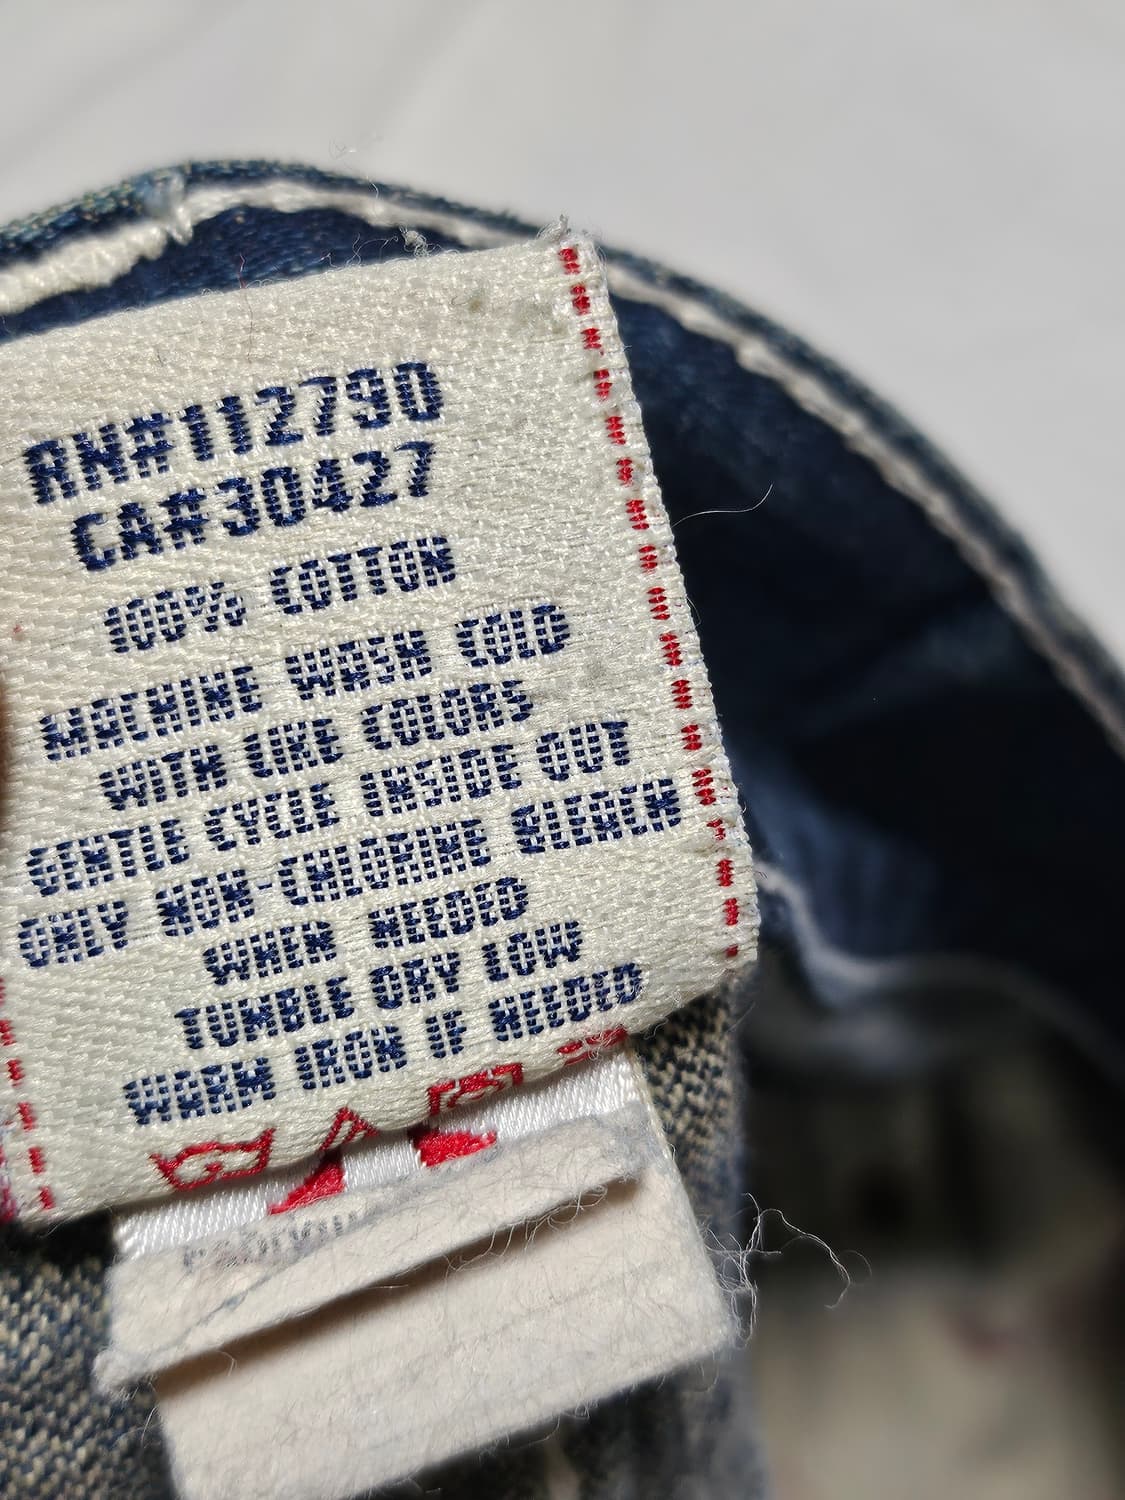 RN#112790
CA#30427
100% COTTON
MACHINE WASH COLD
WITH LIKE COLORS
GENTLE CYCLE INSIDE OUT
ONLY NON-CHLORINE BLEACH
WHEN NEEDED
TUMBLE DRY LOW
WARM IRON IF NEEDED